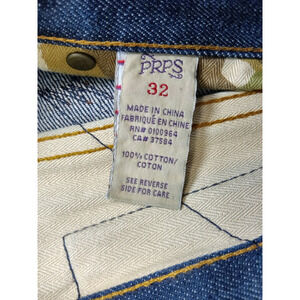 PRPS
32
MADE IN CHINA
FABRIQUÉ EN CHINE
RN# 0100964
CA# 37584
100% COTTON/
COTON
SEE REVERSE
SIDE FOR CARE